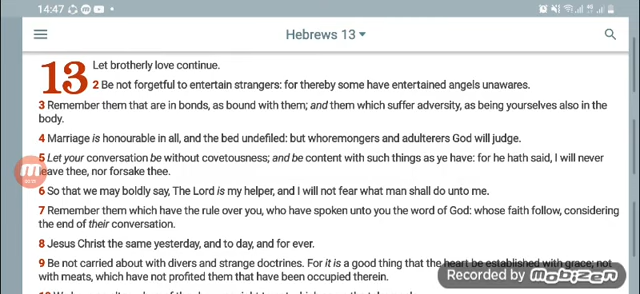 14:47
Hebrews 13
13 Let brotherly love continue.
2 Be not forgetful to entertain strangers: for thereby some have entertained angels unawares.
3 Remember them that are in bonds, as bound with them; and them which suffer adversity, as being yourselves also in the
body.
4 Marriage is honourable in all, and the bed undefiled: but whoremongers and adulterers God will judge.
5 Let your conversation be without covetousness; and be content with such things as ye have: for he hath said, I will never
leave thee, nor forsake thee.
6 So that we may boldly say, The Lord is my helper, and I will not fear what man shall do unto me.
7 Remember them which have the rule over you, who have spoken unto you the word of God: whose faith follow, considering
the end of their conversation.
8 Jesus Christ the same yesterday, and to day, and for ever.
9 Be not carried about with divers and strange doctrines. For it is a good thing that the heart be established with grace; not
with meats, which have not profited them that have been occupied therein.
Recorded by mobizen